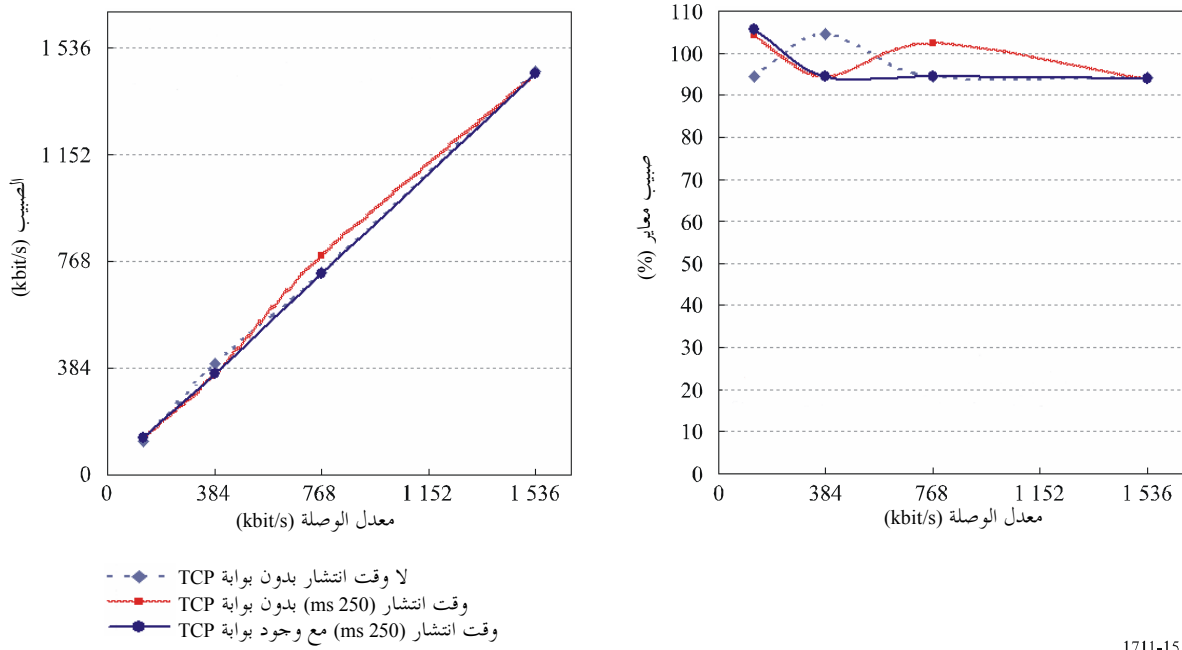 1 536
1 152
768
384
0
الصبيب (kbit/s)
0 384 768 1 152 1 536
معدل الوصلة (kbit/s)
110
100
90
80
70
60
50
40
30
20
10
0
صبيب معاير (%)
0 384 768 1 152 1 536
معدل الوصلة (kbit/s)
لا وقت انتشار بدون بوابة TCP
وقت انتشار (ms 250) بدون بوابة TCP
وقت انتشار (ms 250) مع وجود بوابة TCP
1711-15